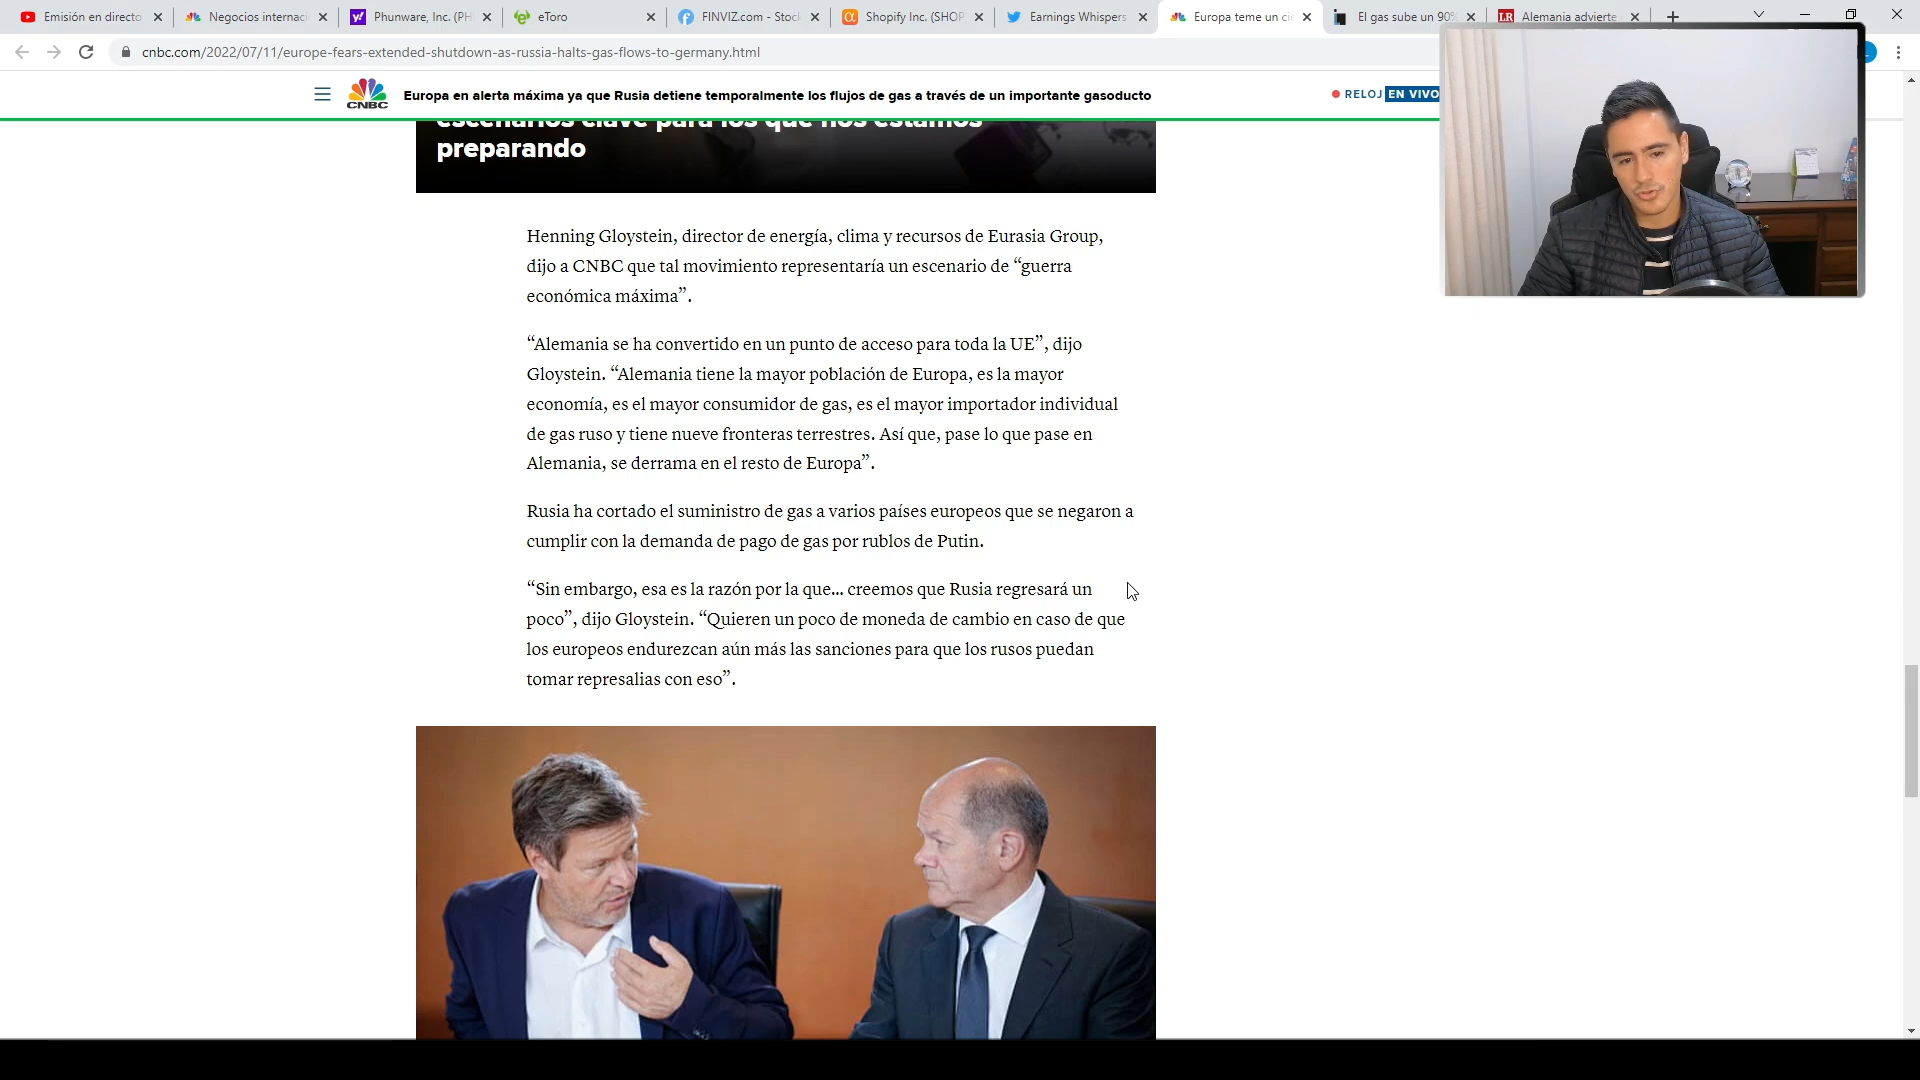 Emisión en directo
Negocios internaci
Phunware, Inc. (PH
eToro
FINVIZ.com - Stock
Shopify Inc. (SHOP
Earnings Whispers
Europa teme un cie
El gas sube un 90%
LR Alemania advierte
cnbc.com/2022/07/11/europe-fears-extended-shutdown-as-russia-halts-gas-flows-to-germany.html
CNBC
Europa en alerta máxima ya que Rusia detiene temporalmente los flujos de gas a través de un importante gasoducto
RELOJ EN VIVO
escenarios clave para los que nos estamos
preparando
Henning Gloystein, director de energía, clima y recursos de Eurasia Group,
dijo a CNBC que tal movimiento representaría un escenario de “guerra
económica máxima”.
“Alemania se ha convertido en un punto de acceso para toda la UE”, dijo
Gloystein. “Alemania tiene la mayor población de Europa, es la mayor
economía, es el mayor consumidor de gas, es el mayor importador individual
de gas ruso y tiene nueve fronteras terrestres. Así que, pase lo que pase en
Alemania, se derrama en el resto de Europa”.
Rusia ha cortado el suministro de gas a varios países europeos que se negaron a
cumplir con la demanda de pago de gas por rublos de Putin.
“Sin embargo, esa es la razón por la que... creemos que Rusia regresará un
poco”, dijo Gloystein. “Quieren un poco de moneda de cambio en caso de que
los europeos endurezcan aún más las sanciones para que los rusos puedan
tomar represalias con eso”.